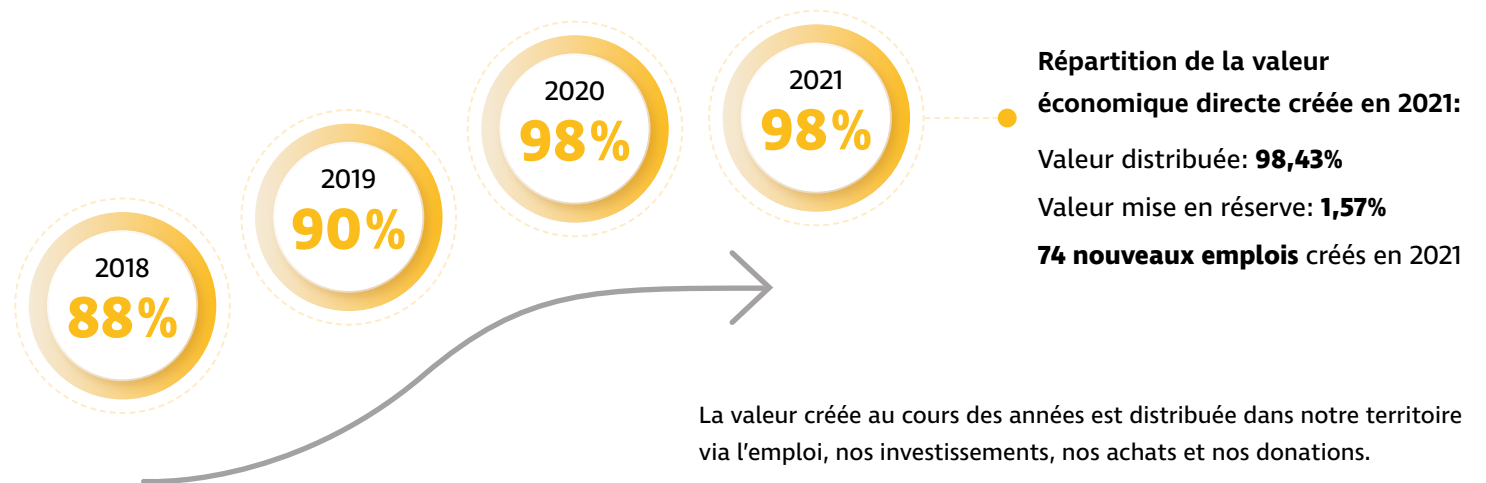 2018
88%
2019
90%
2020
98%
2021
98%
Répartition de la valeur
économique directe créée en 2021:
Valeur distribuée: 98,43%
Valeur mise en réserve: 1,57%
74 nouveaux emplois créés en 2021
La valeur créée au cours des années est distribuée dans notre territoire
via l’emploi, nos investissements, nos achats et nos donations.